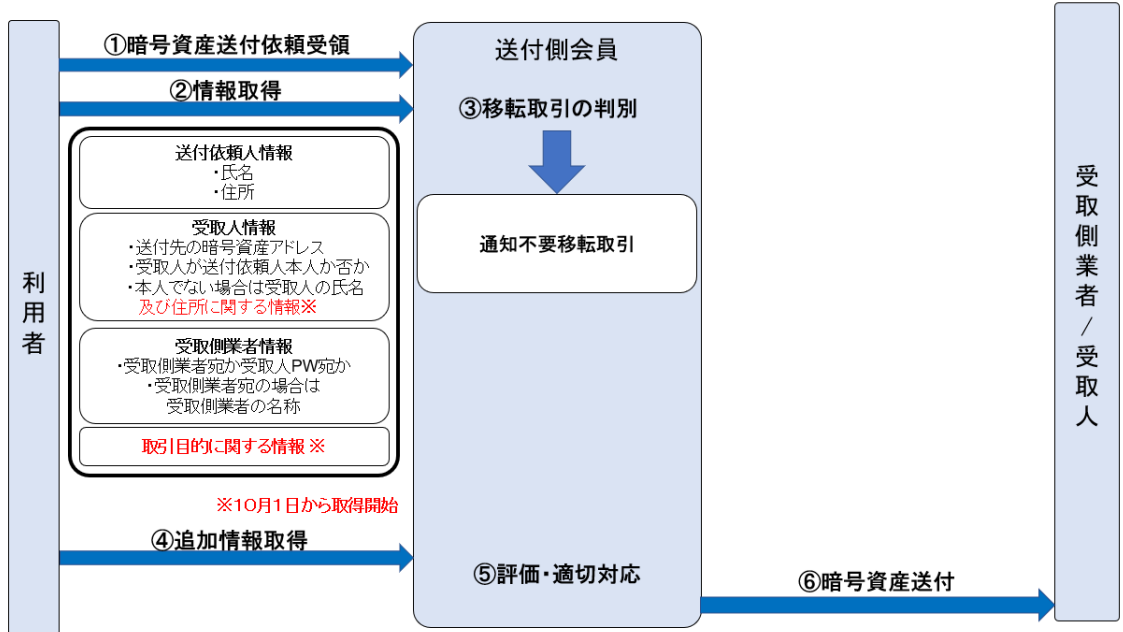 ①暗号資産送付依頼受領
②情報取得
送付依頼人情報
・氏名
・住所
受取人情報
・送付先の暗号資産アドレス
・受取人が送付依頼人本人か否か
・本人でない場合は受取人の氏名
及び住所に関する情報※
受取側業者情報
・受取側業者宛か受取人PW宛か
・受取側業者宛の場合は
受取側業者の名称
取引目的に関する情報 ※
※10月1日から取得開始
④追加情報取得
利用者
送付側会員
③移転取引の判別
通知不要移転取引
⑤評価・適切対応
⑥暗号資産送付
受取側業者/受取人